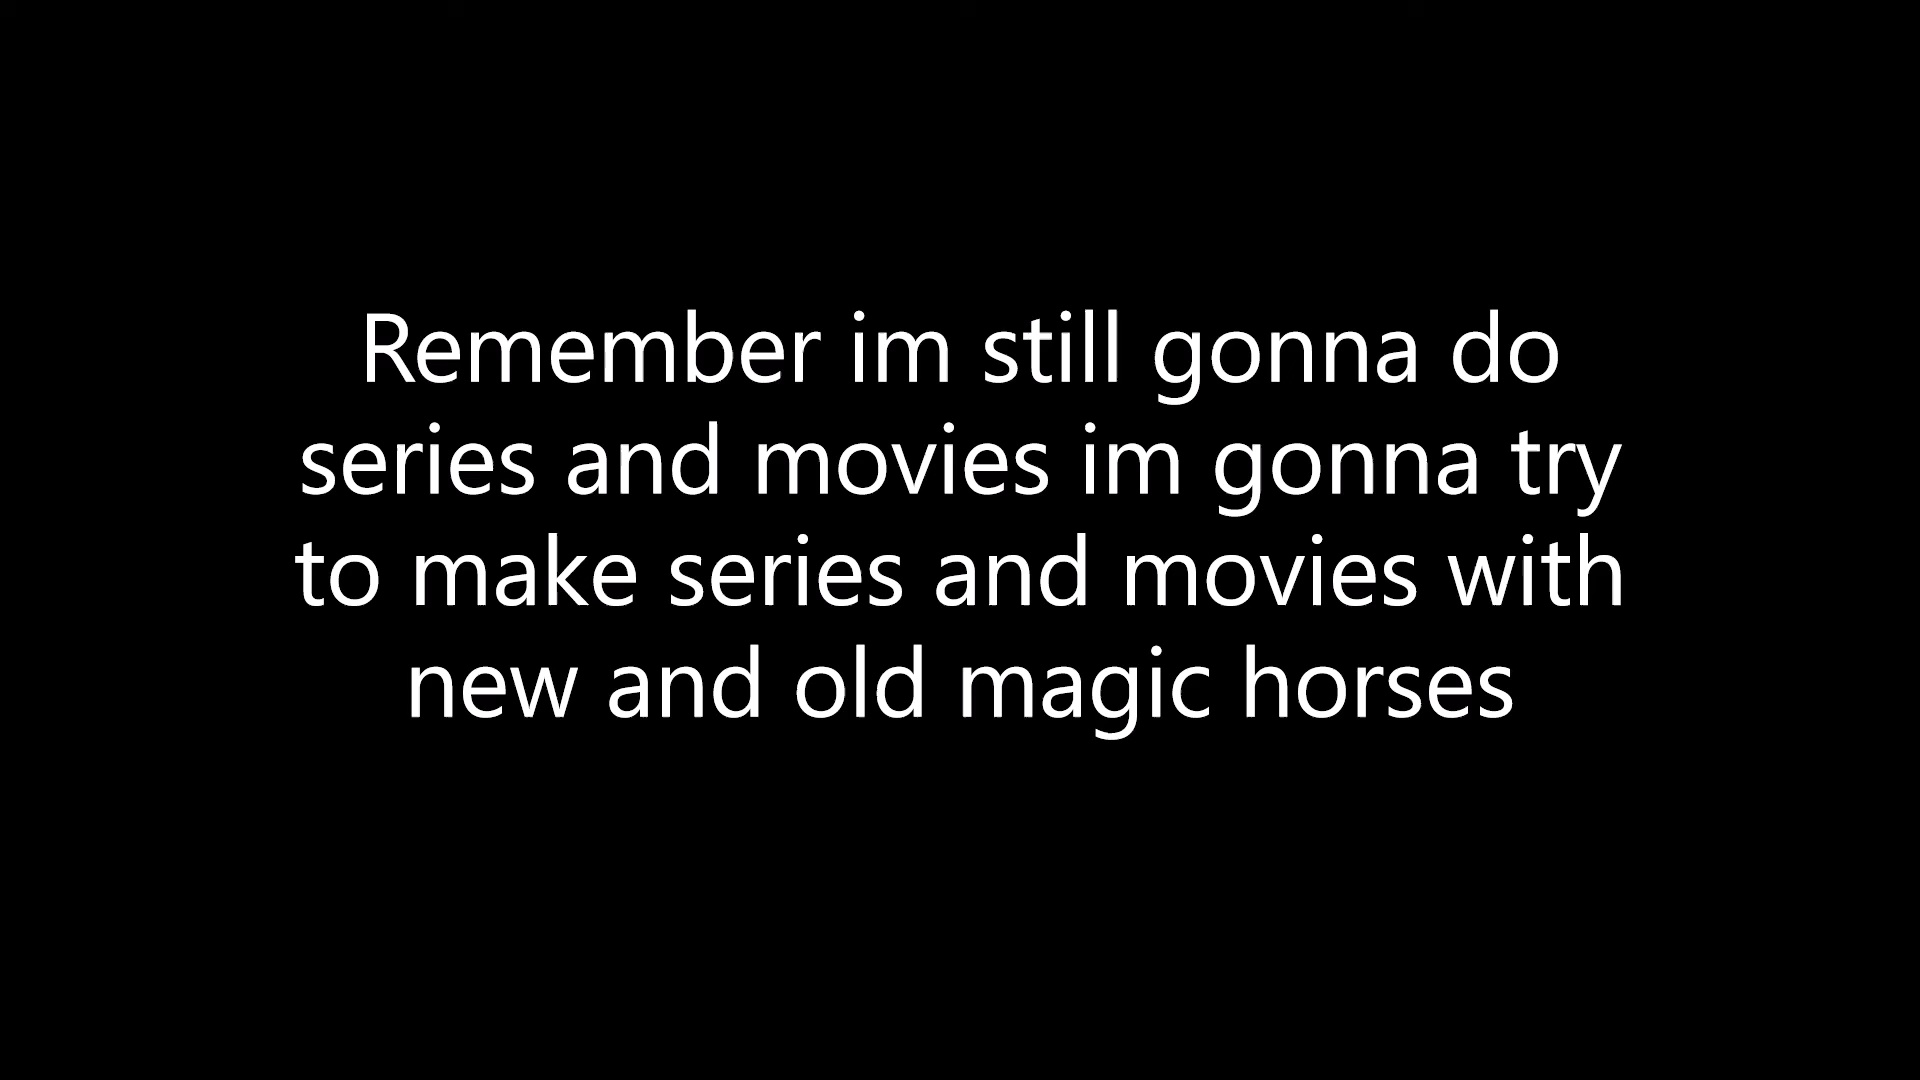 Remember im still gonna do
series and movies im gonna try
to make series and movies with
new and old magic horses